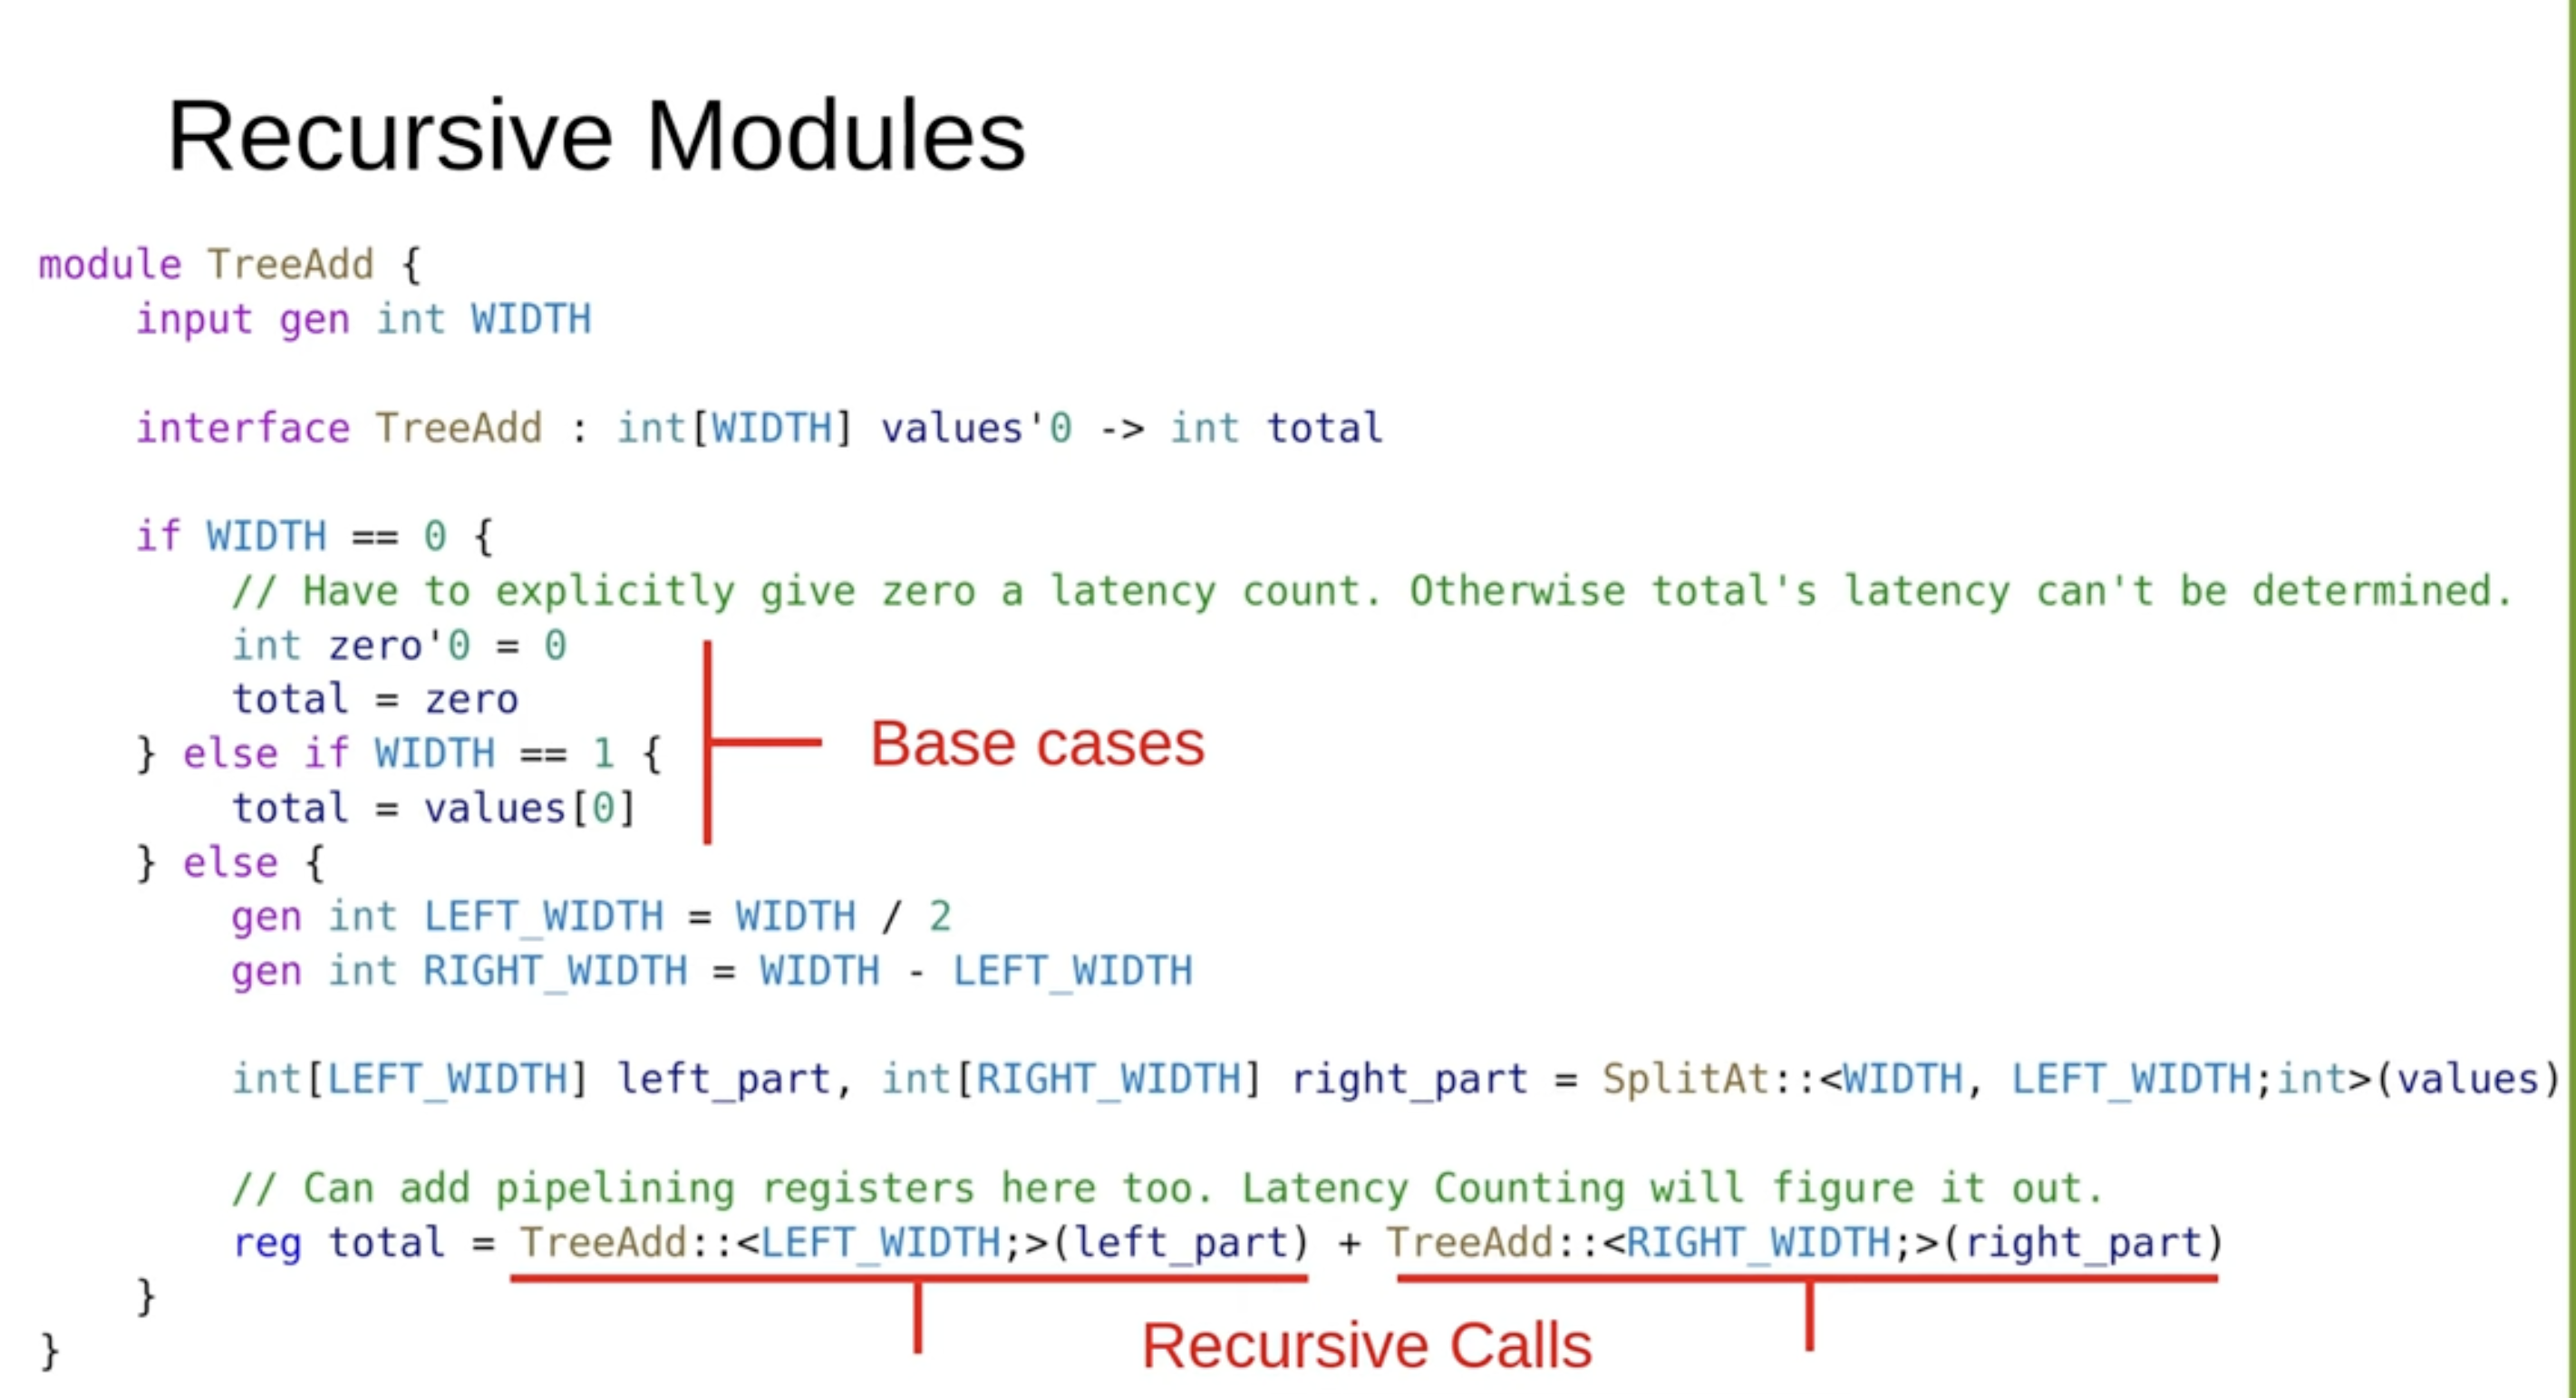 Recursive Modules
module TreeAdd {
    input gen int WIDTH
    interface TreeAdd : int[WIDTH] values'0 -> int total
    if WIDTH == 0 {
        // Have to explicitly give zero a latency count. Otherwise total's latency can't be determined.
        int zero'0 = 0
        total = zero
    } else if WIDTH == 1 {
Base cases
        total = values[0]
    } else {
        gen int LEFT_WIDTH = WIDTH / 2
        gen int RIGHT_WIDTH = WIDTH - LEFT_WIDTH
        int[LEFT_WIDTH] left_part, int[RIGHT_WIDTH] right_part = SplitAt::<WIDTH, LEFT_WIDTH;int>(values)
        // Can add pipelining registers here too. Latency Counting will figure it out.
        reg total = TreeAdd::<LEFT_WIDTH;>(left_part) + TreeAdd::<RIGHT_WIDTH;>(right_part)
    }
Recursive Calls
}